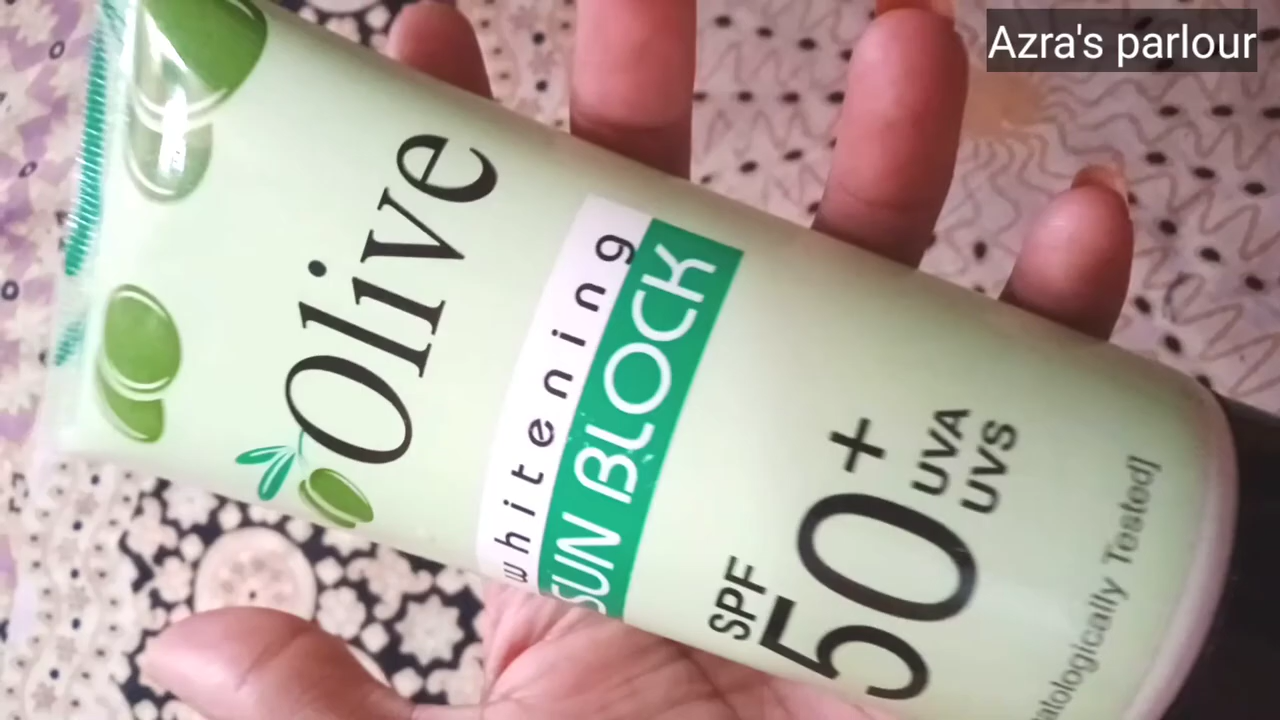 Azra's parlour
Olive
whitening
SUN BLOCK
SPF
50+
UVA
UVS
Tested]